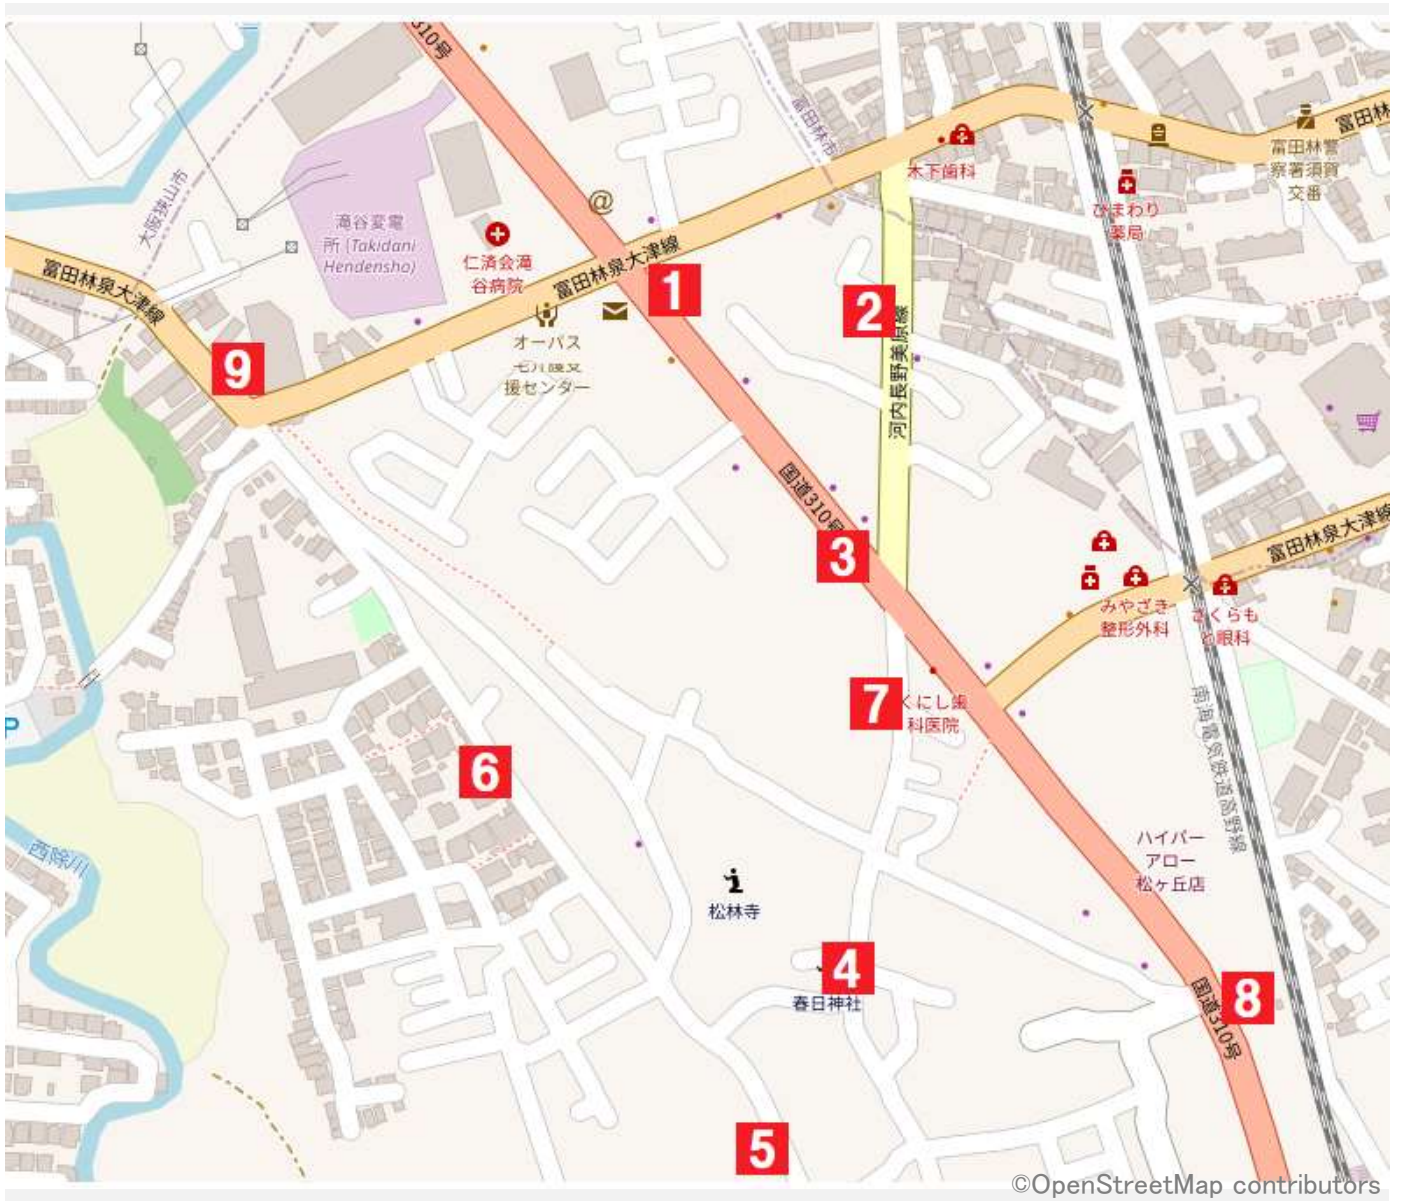 310号
富田林市
大阪狭山市
木下歯科
富田林
富田林警
察署須賀
交番
ひまわり
薬局
滝谷変電
所 (Takidani
Hendensho)
仁済会滝
谷病院
@
富田林泉大津線
富田林泉大津線
1
2
オーパス
援センター
9
河内長野美原線
国道310号
3
富田林泉大津線
みやざき
整形外科
さくらも
と眼科
7
くにし歯
科医院
P
6
南海電気鉄道高野線
ハイパー
アロー
松ヶ丘店
西除川
松林寺
4
春日神社
8
国道310号
5
©OpenStreetMap contributors